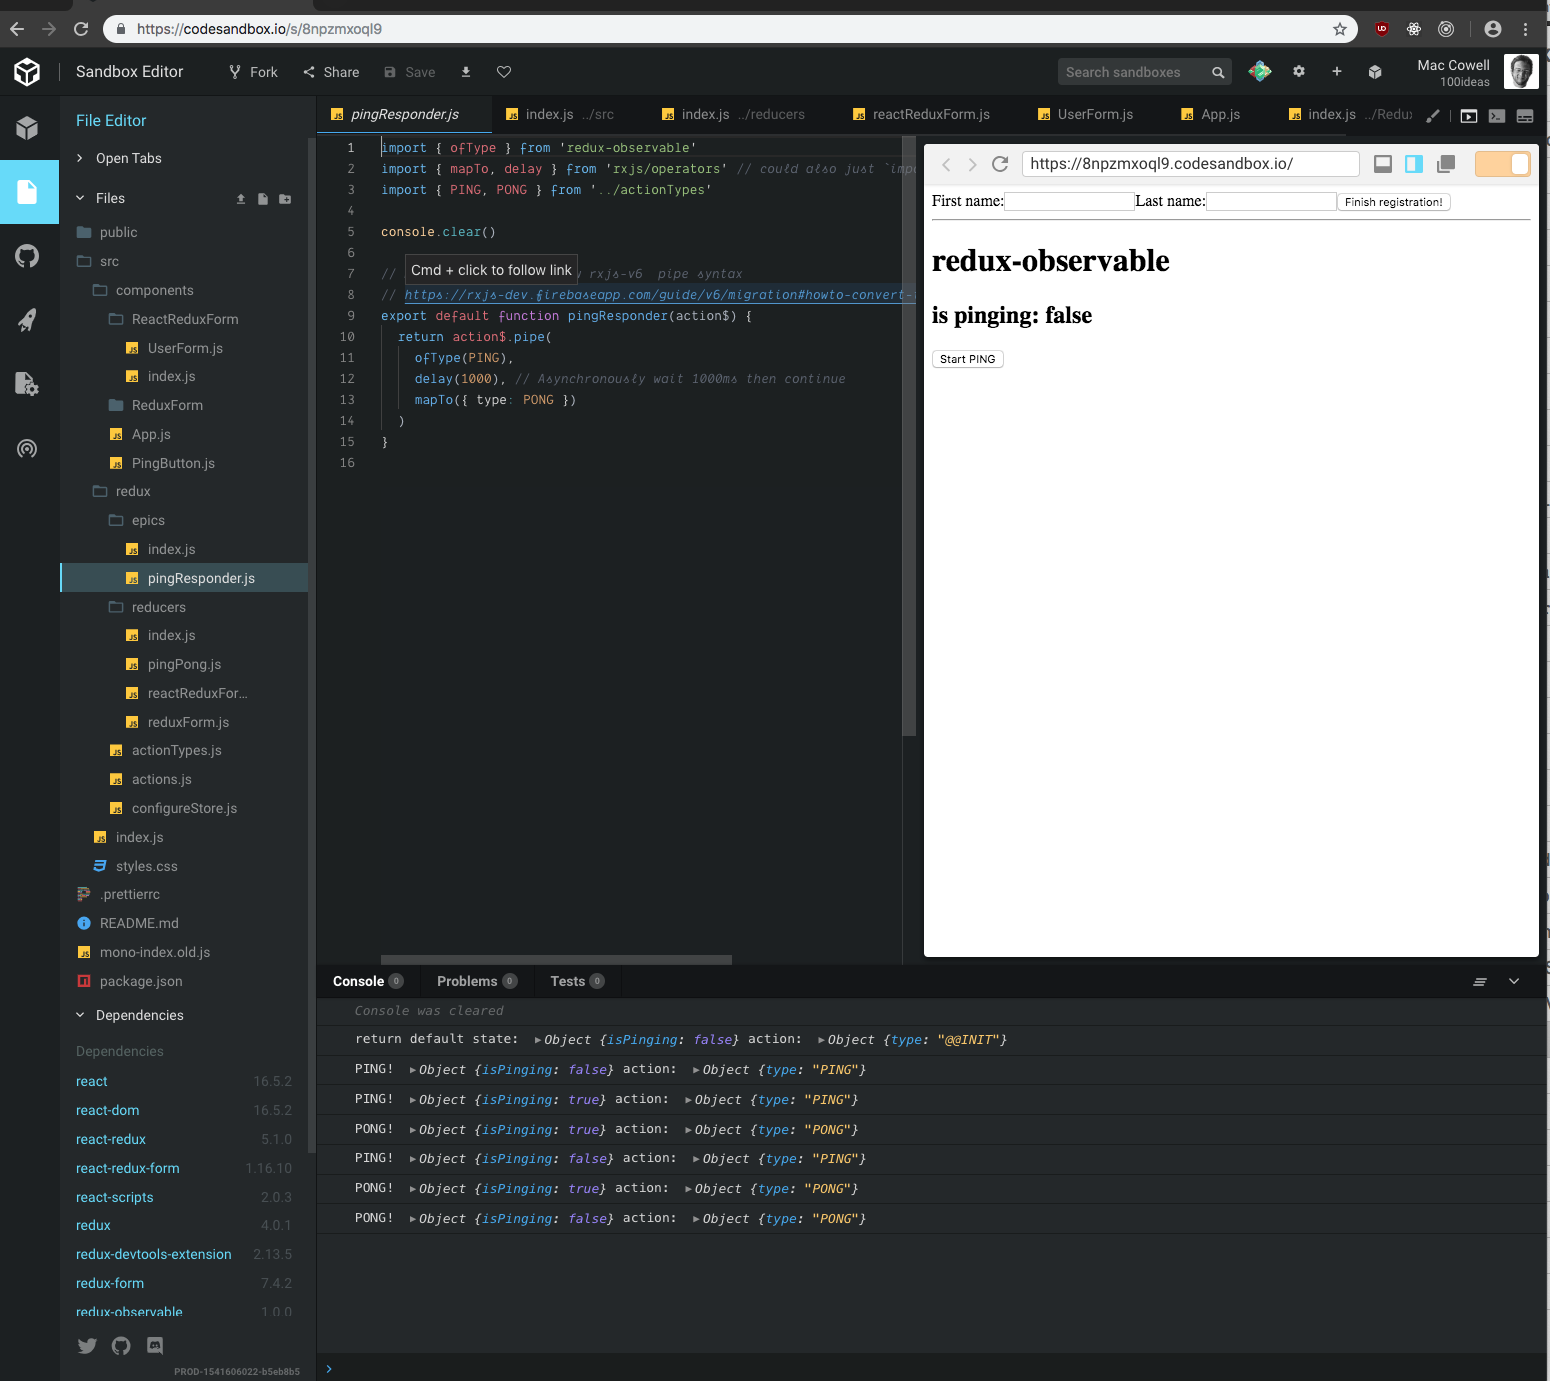 https://codesandbox.io/s/8npzmxoql9
Sandbox Editor
Fork
Share
Save
Search sandboxes
Mac Cowell
100ideas
File Editor
Open Tabs
Files
public
src
components
ReactReduxForm
UserForm.js
index.js
ReduxForm
App.js
PingButton.js
redux
epics
index.js
pingResponder.js
reducers
index.js
pingPong.js
reactReduxFor...
reduxForm.js
actionTypes.js
actions.js
configureStore.js
index.js
styles.css
.prettierrc
README.md
mono-index.old.js
package.json
Dependencies
Dependencies
react 16.5.2
react-dom 16.5.2
react-redux 5.1.0
react-redux-form 1.16.10
react-scripts 2.0.3
redux 4.0.1
redux-devtools-extension 2.13.5
redux-form 7.4.2
redux-observable 1.0.0
PROD-1541606022-b5eb8b5
pingResponder.js
index.js ../src
index.js ../reducers
reactReduxForm.js
UserForm.js
App.js
index.js ../Redux
1 import { ofType } from 'redux-observable'
2 import { mapTo, delay } from 'rxjs/operators' // could also just `impo
3 import { PING, PONG } from '../actionTypes'
4
5 console.clear()
6
Cmd + click to follow link
7 // rxjs-v6 pipe syntax
8 // https://rxjs-dev.firebaseapp.com/guide/v6/migration#howto-convert-
9 export default function pingResponder(action$) {
10 return action$.pipe(
11 ofType(PING),
12 delay(1000), // Asynchronously wait 1000ms then continue
13 mapTo({ type: PONG })
14 )
15 }
16
https://8npzmxoql9.codesandbox.io/
First name: Last name: Finish registration!
redux-observable
is pinging: false
Start PING
Console 0
Problems 0
Tests 0
Console was cleared
return default state: ▶Object {isPinging: false} action: ▶Object {type: "@@INIT"}
PING! ▶Object {isPinging: false} action: ▶Object {type: "PING"}
PING! ▶Object {isPinging: true} action: ▶Object {type: "PING"}
PONG! ▶Object {isPinging: true} action: ▶Object {type: "PONG"}
PING! ▶Object {isPinging: false} action: ▶Object {type: "PING"}
PONG! ▶Object {isPinging: true} action: ▶Object {type: "PONG"}
PONG! ▶Object {isPinging: false} action: ▶Object {type: "PONG"}